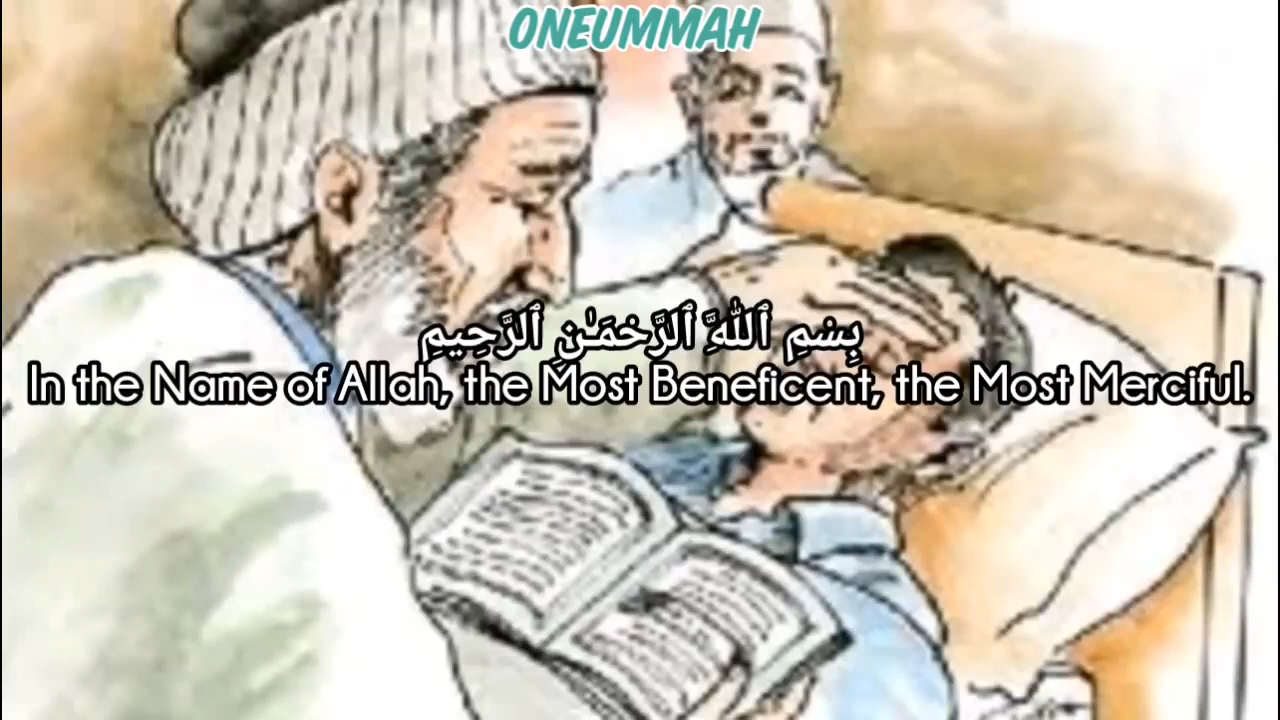 ONEUMMAH
بِسْمِ ٱللَّهِ ٱلرَّحْمَـٰنِ ٱلرَّحِيمِ
In the Name of Allah, the Most Beneficent, the Most Merciful.